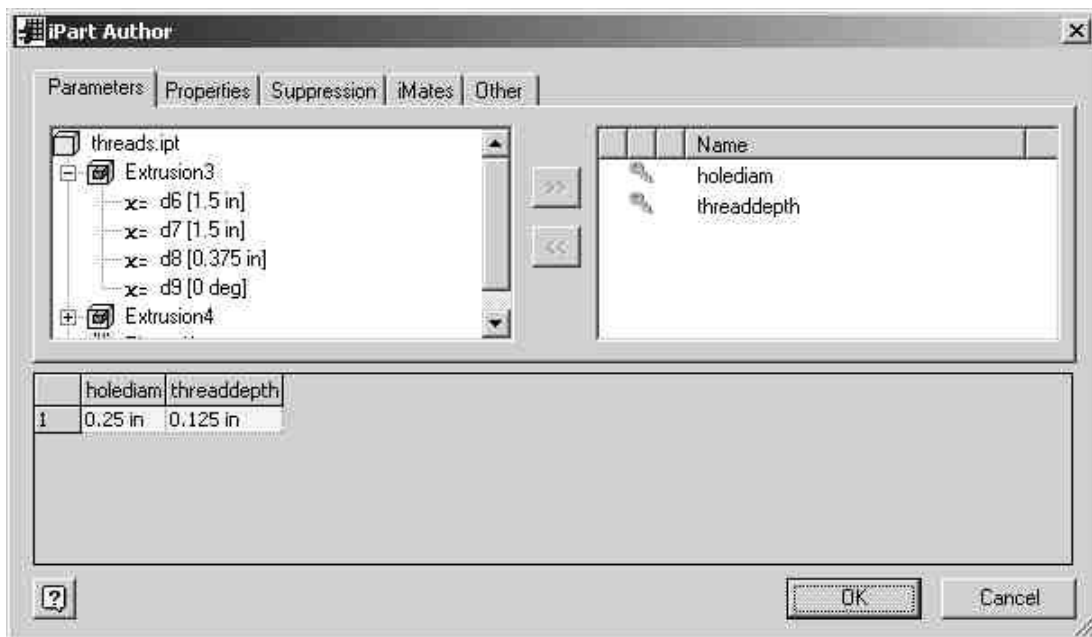 iPart Author
Parameters Properties Suppression iMates Other
threads.ipt
Extrusion3
x= d6 [1.5 in]
x= d7 [1.5 in]
x= d8 [0.375 in]
x= d9 [0 deg]
Extrusion4
>>
<<
Name
holediam
threaddepth
holediam threaddepth
1 0.25 in 0.125 in
?
OK Cancel